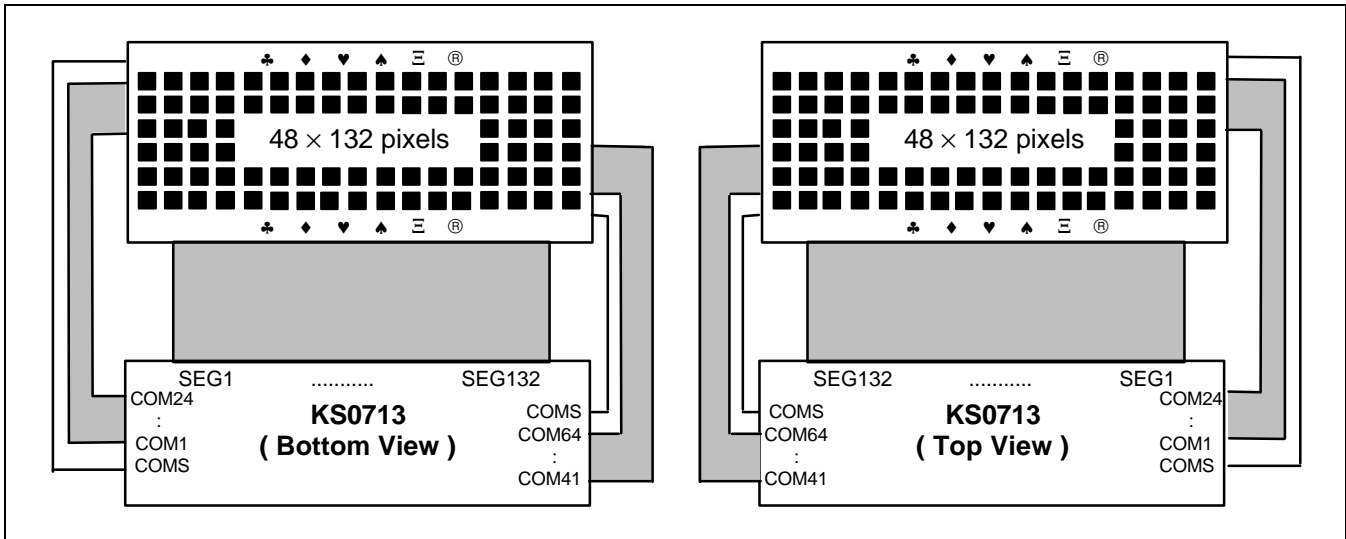 ♣ ♦ ♥ ♠ Ξ ®
48 × 132 pixels
♣ ♦ ♥ ♠ Ξ ®
SEG1 ........... SEG132
COM24
:
COM1
COMS
KS0713
( Bottom View )
COMS
COM64
:
COM41
♣ ♦ ♥ ♠ Ξ ®
48 × 132 pixels
♣ ♦ ♥ ♠ Ξ ®
SEG132 ........... SEG1
COMS
COM64
:
COM41
KS0713
( Top View )
COM24
:
COM1
COMS